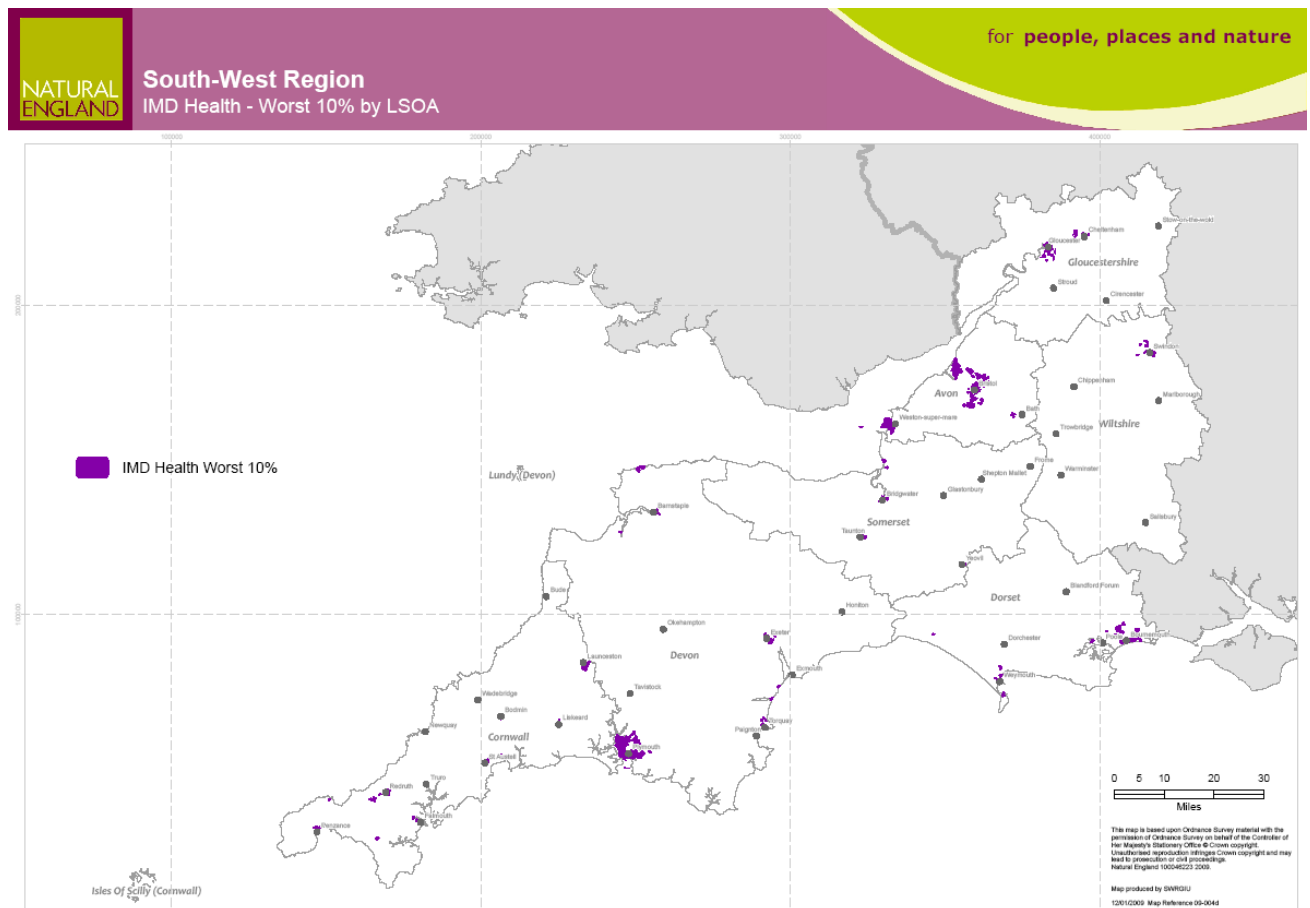 NATURAL
ENGLAND
for people, places and nature
South-West Region
IMD Health - Worst 10% by LSOA
100000
200000
300000
400000
Stow-on-the-wold
Cheltenham
Gloucester
Gloucestershire
Stroud
Cirencester
200000
Swindon
Chippenham
Bristol
Avon
Marlborough
Bath
Weston-super-mare
Wiltshire
Trowbridge
IMD Health Worst 10%
Lundy (Devon)
Frome
Shepton Mallet
Warminster
Bridgwater
Glastonbury
Barnstaple
Somerset
Salisbury
Taunton
Yeovil
Bude
Blandford Forum
Dorset
Honiton
100000
Okehampton
Exeter
Poole
Bournemouth
Dorchester
Devon
Launceston
Exmouth
Weymouth
Tavistock
Wadebridge
Bodmin
Liskeard
Torquay
Newquay
Paignton
Cornwall
Plymouth
St Austell
Truro
Redruth
0 5 10 20 30
Miles
Falmouth
Penzance
This map is based upon Ordnance Survey material with the
permission of Ordnance Survey on behalf of the Controller of
Her Majesty's Stationery Office © Crown copyright.
Unauthorised reproduction infringes Crown copyright and may
lead to prosecution or civil proceedings.
Natural England 100046223 2009.
Isles Of Scilly (Cornwall)
Map produced by SWRGIU
12/01/2009 Map Reference 09-004d